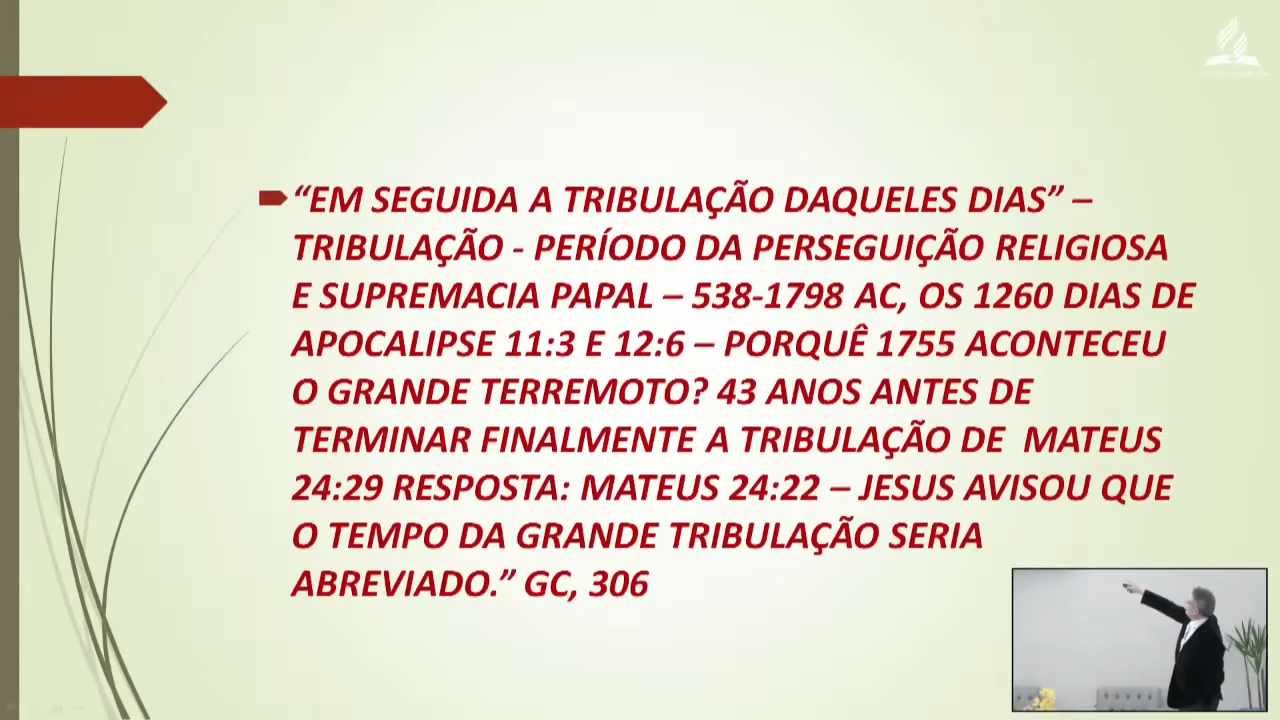 “EM SEGUIDA A TRIBULAÇÃO DAQUELES DIAS” –
TRIBULAÇÃO - PERÍODO DA PERSEGUIÇÃO RELIGIOSA
E SUPREMACIA PAPAL – 538-1798 AC, OS 1260 DIAS DE
APOCALIPSE 11:3 E 12:6 – PORQUÊ 1755 ACONTECEU
O GRANDE TERREMOTO? 43 ANOS ANTES DE
TERMINAR FINALMENTE A TRIBULAÇÃO DE MATEUS
24:29 RESPOSTA: MATEUS 24:22 – JESUS AVISOU QUE
O TEMPO DA GRANDE TRIBULAÇÃO SERIA
ABREVIADO.” GC, 306